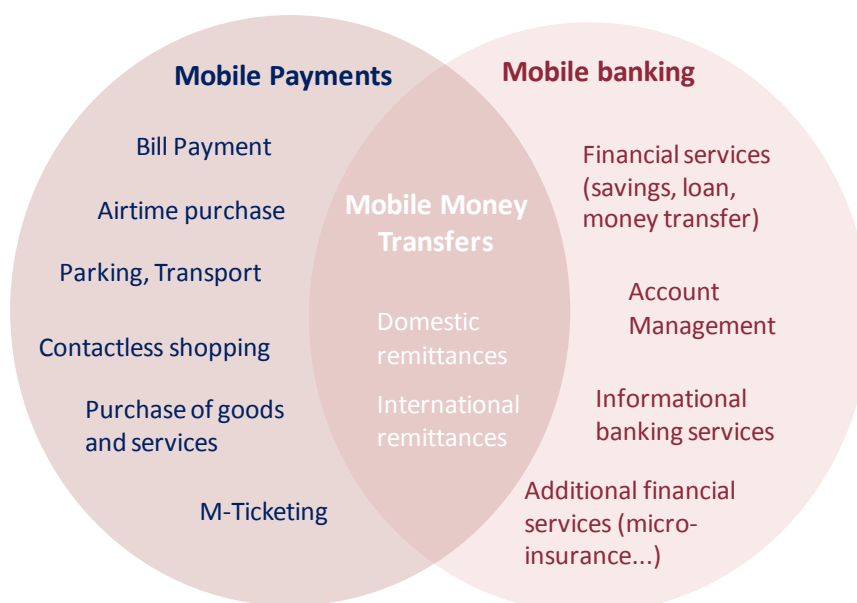 Mobile Payments
Bill Payment
Airtime purchase
Parking, Transport
Contactless shopping
Purchase of goods
and services
M-Ticketing
Mobile Money
Transfers
Domestic
remittances
International
remittances
Mobile banking
Financial services
(savings, loan,
money transfer)
Account
Management
Informational
banking services
Additional financial
services (micro-
insurance...)